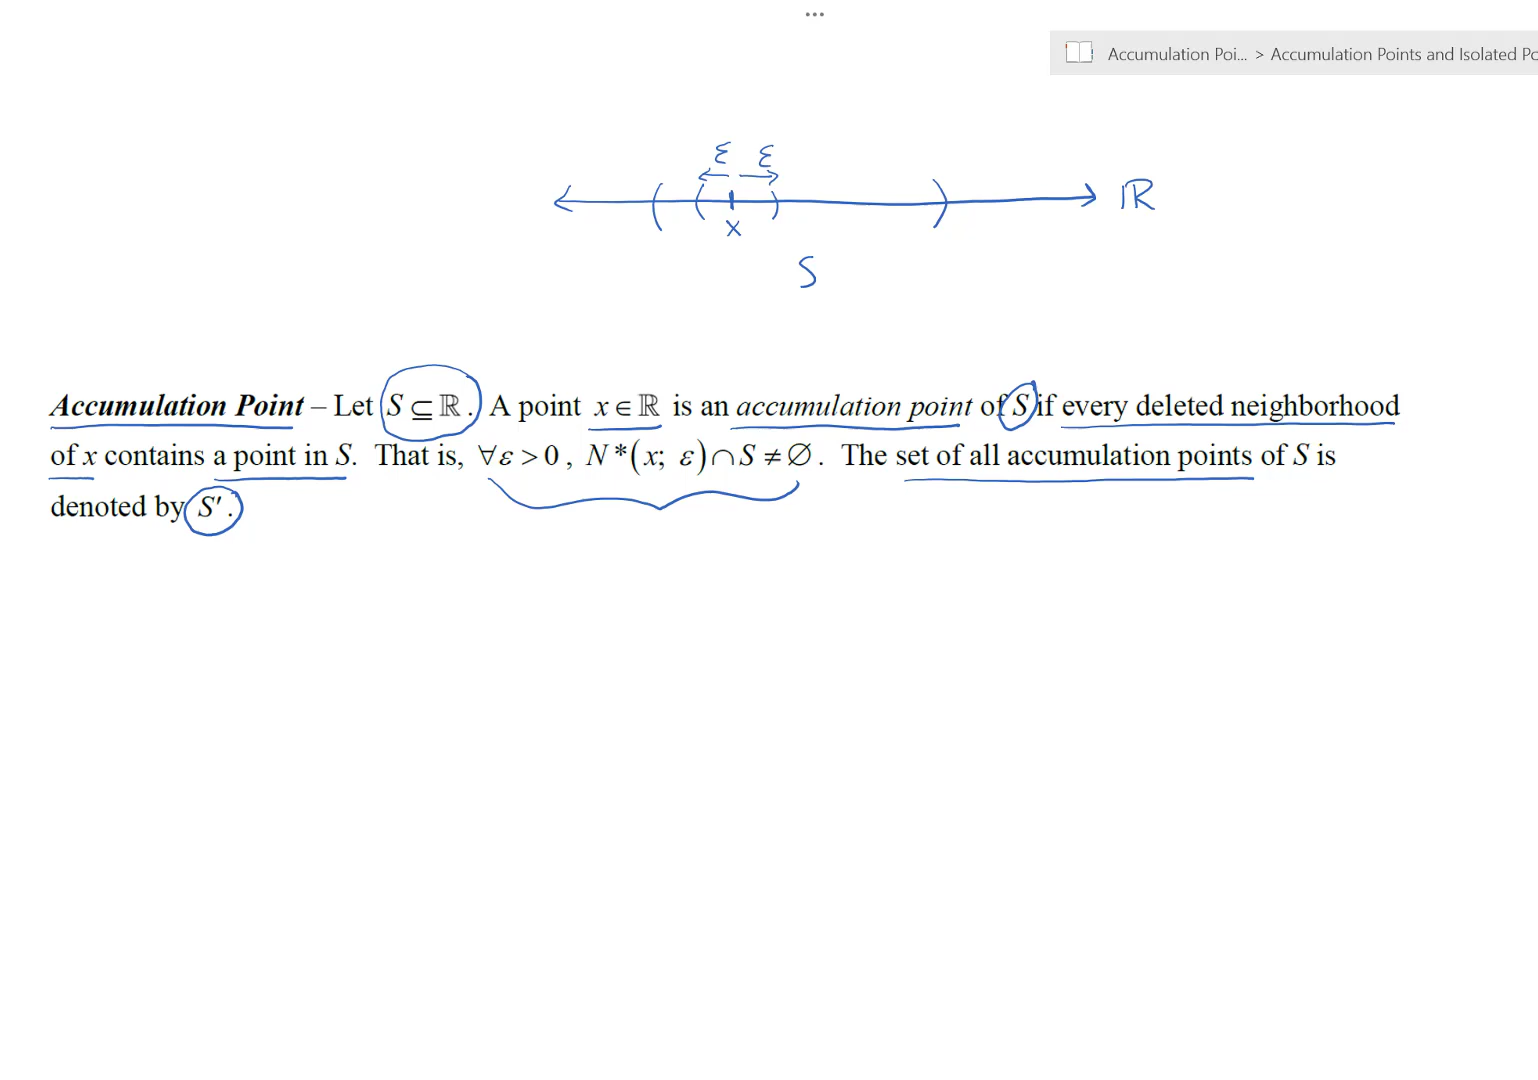 ...
Accumulation Poi... > Accumulation Points and Isolated Po
ε ε
( ( ) ) ℝ
x
S
Accumulation Point – Let S ⊆ ℝ. A point x ∈ ℝ is an accumulation point of S if every deleted neighborhood
of x contains a point in S. That is, ∀ε > 0, N*(x; ε) ∩ S ≠ ∅. The set of all accumulation points of S is
denoted by S′.